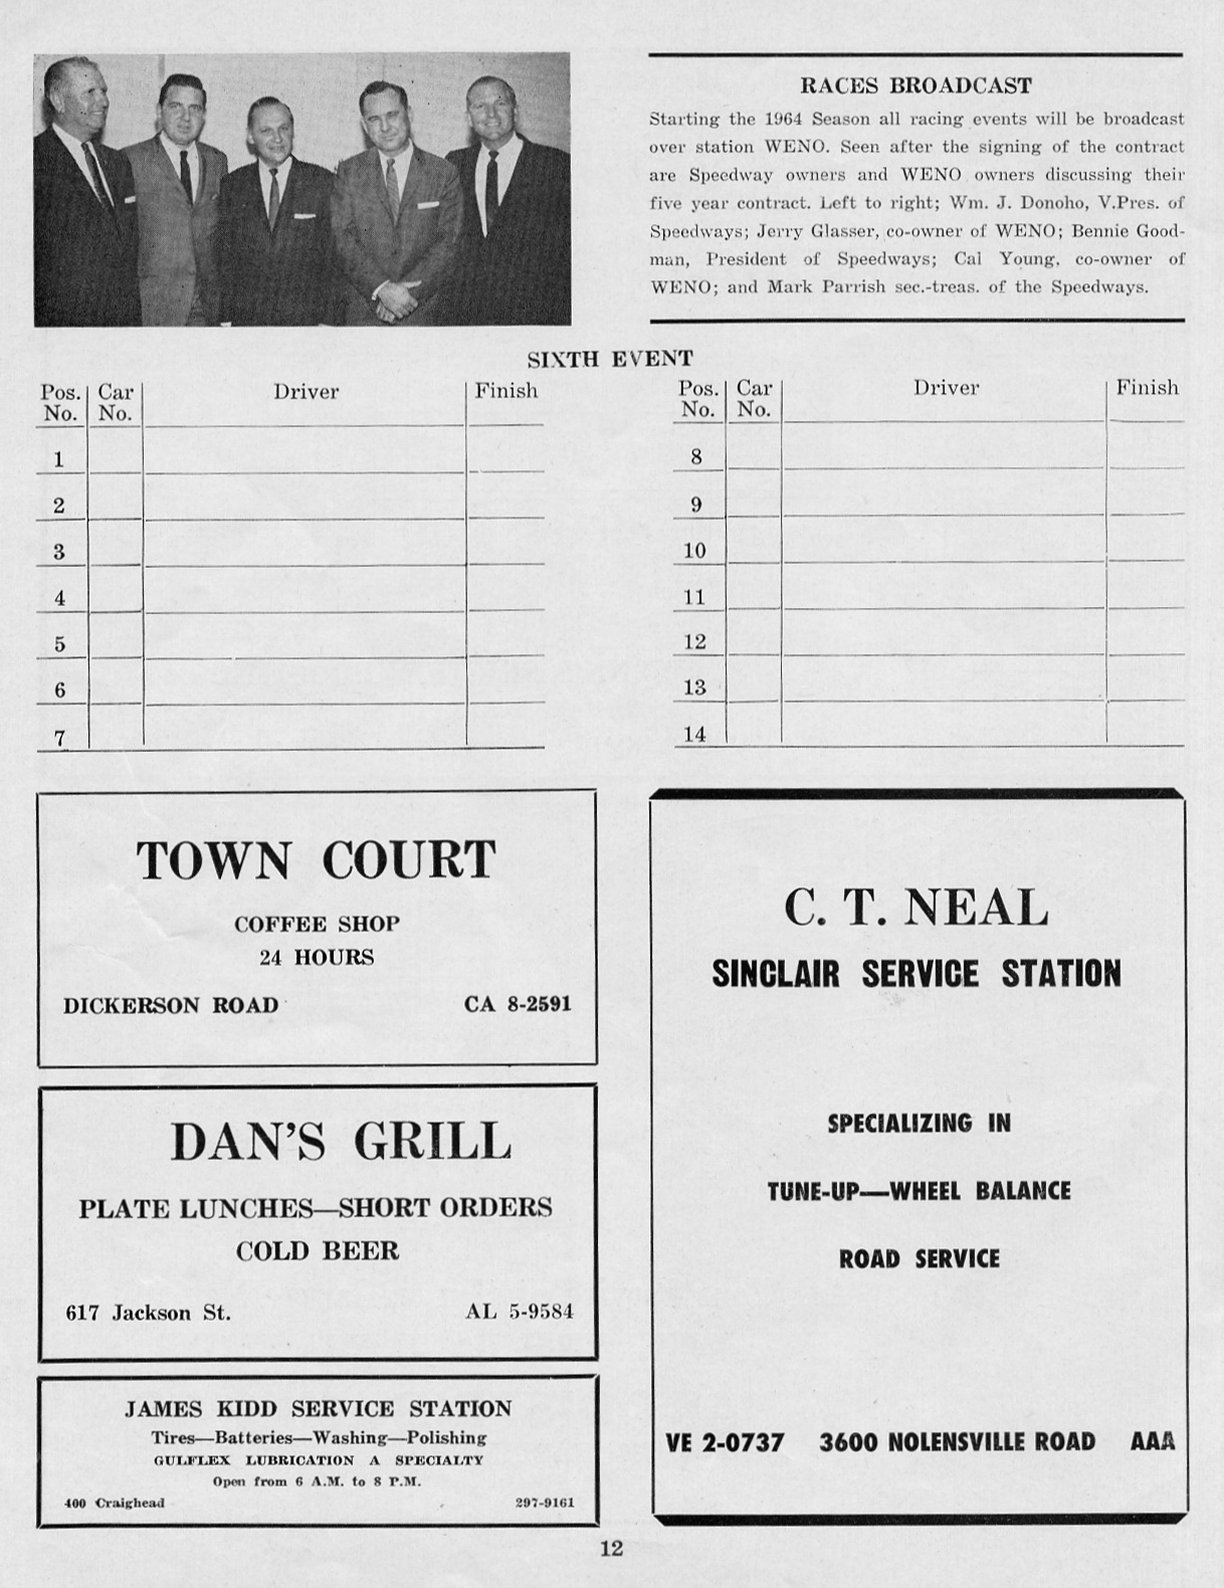 RACES BROADCAST
Starting the 1964 Season all racing events will be broadcast
over station WENO. Seen after the signing of the contract
are Speedway owners and WENO owners discussing their
five year contract. Left to right; Wm. J. Donoho, V.Pres. of
Speedways; Jerry Glasser, co-owner of WENO; Bennie Good-
man, President of Speedways; Cal Young, co-owner of
WENO; and Mark Parrish sec.-treas. of the Speedways.
SIXTH EVENT
Pos. Car Driver Finish
No. No.
1
2
3
4
5
6
7
Pos. Car Driver Finish
No. No.
8
9
10
11
12
13
14
TOWN COURT
COFFEE SHOP
24 HOURS
DICKERSON ROAD CA 8-2591
DAN'S GRILL
PLATE LUNCHES—SHORT ORDERS
COLD BEER
617 Jackson St. AL 5-9584
JAMES KIDD SERVICE STATION
Tires—Batteries—Washing—Polishing
GULFLEX LUBRICATION A SPECIALTY
Open from 6 A.M. to 8 P.M.
400 Craighead 297-9161
C. T. NEAL
SINCLAIR SERVICE STATION
SPECIALIZING IN
TUNE-UP—WHEEL BALANCE
ROAD SERVICE
VE 2-0737 3600 NOLENSVILLE ROAD AAA
12